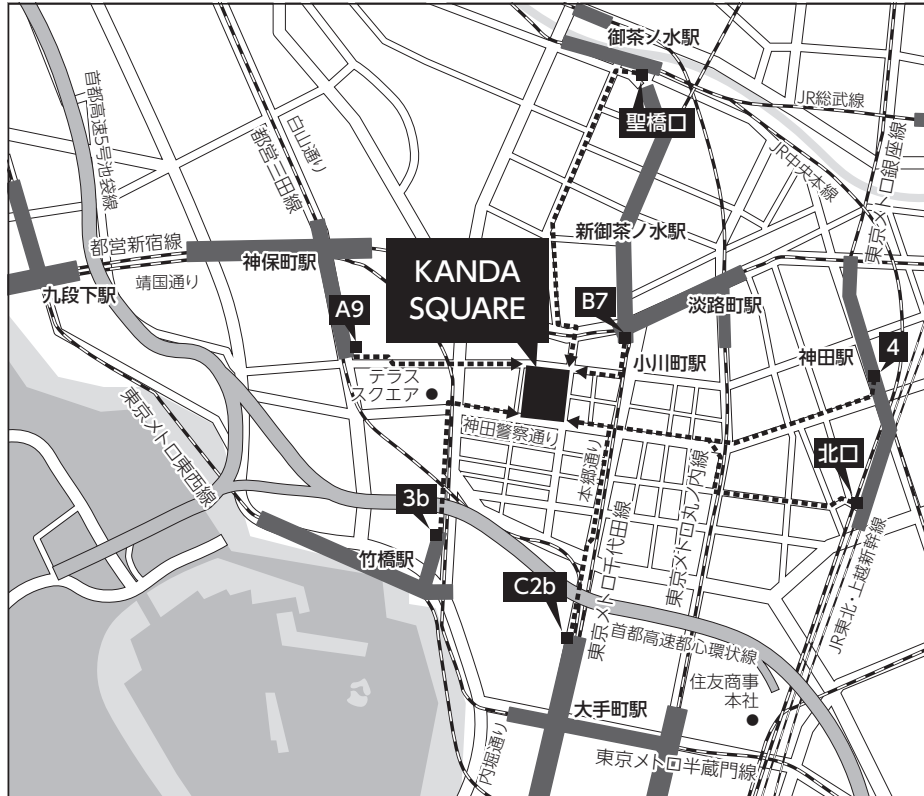 御茶ノ水駅
聖橋口
JR総武線
JR中央本線
東京メトロ銀座線
首都高速5号池袋線
白山通り
都営三田線
都営新宿線
靖国通り
神保町駅
九段下駅
新御茶ノ水駅
KANDA
SQUARE
A9
B7
淡路町駅
小川町駅
神田駅
4
テラス
スクエア
神田警察通り
本郷通り
北口
東京メトロ東西線
3b
竹橋駅
C2b
東京メトロ千代田線
東京メトロ丸ノ内線
首都高速都心環状線
JR東北・上越新幹線
住友商事
本社
大手町駅
内堀通り
東京メトロ半蔵門線